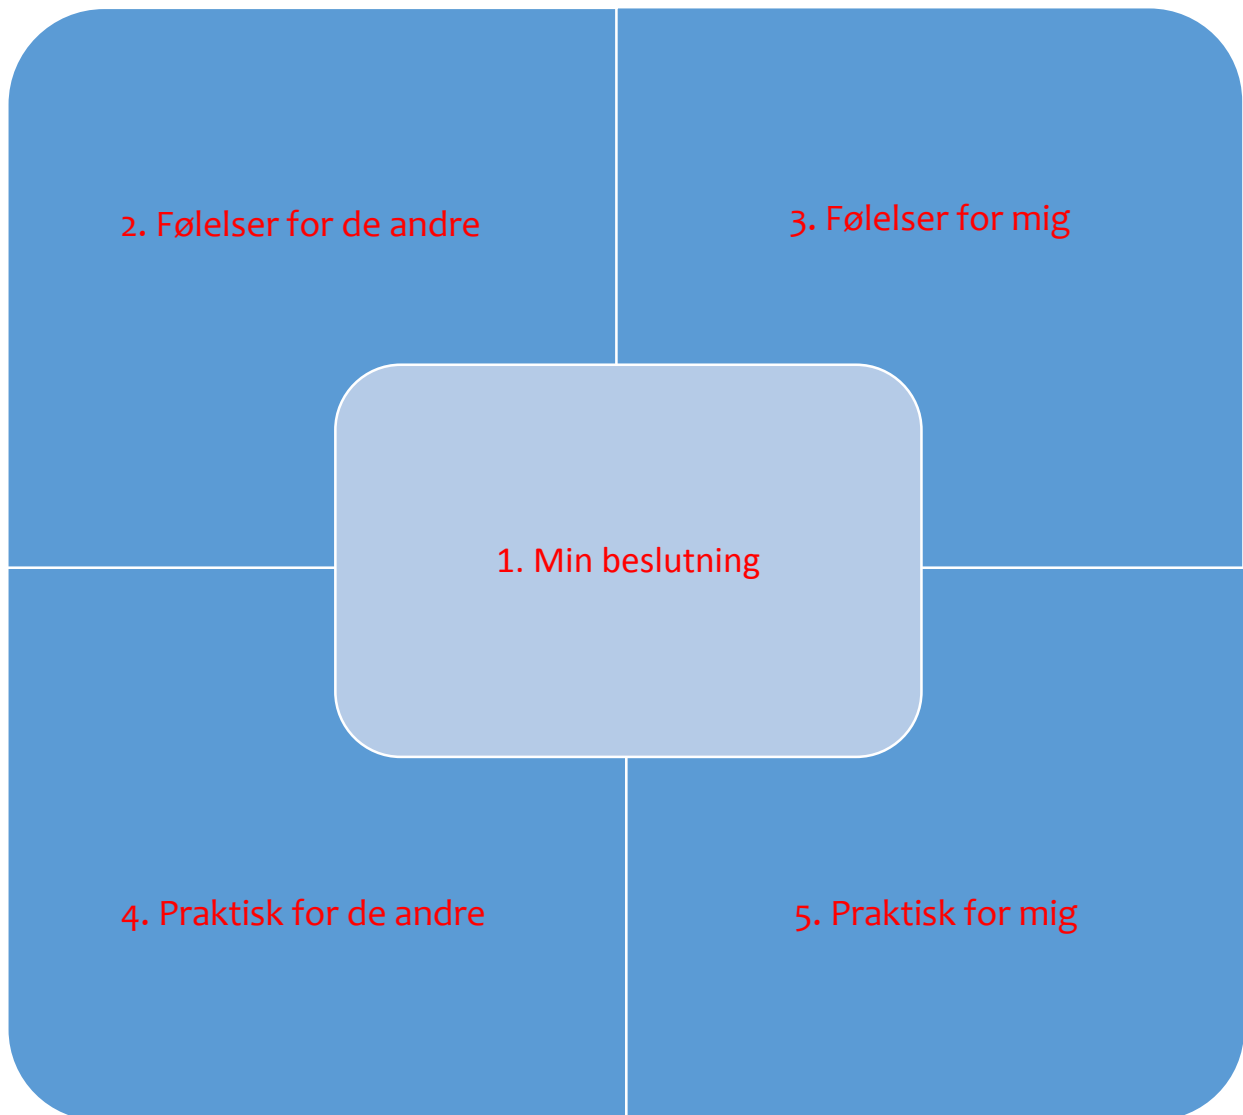 2. Følelser for de andre
3. Følelser for mig
1. Min beslutning
4. Praktisk for de andre
5. Praktisk for mig